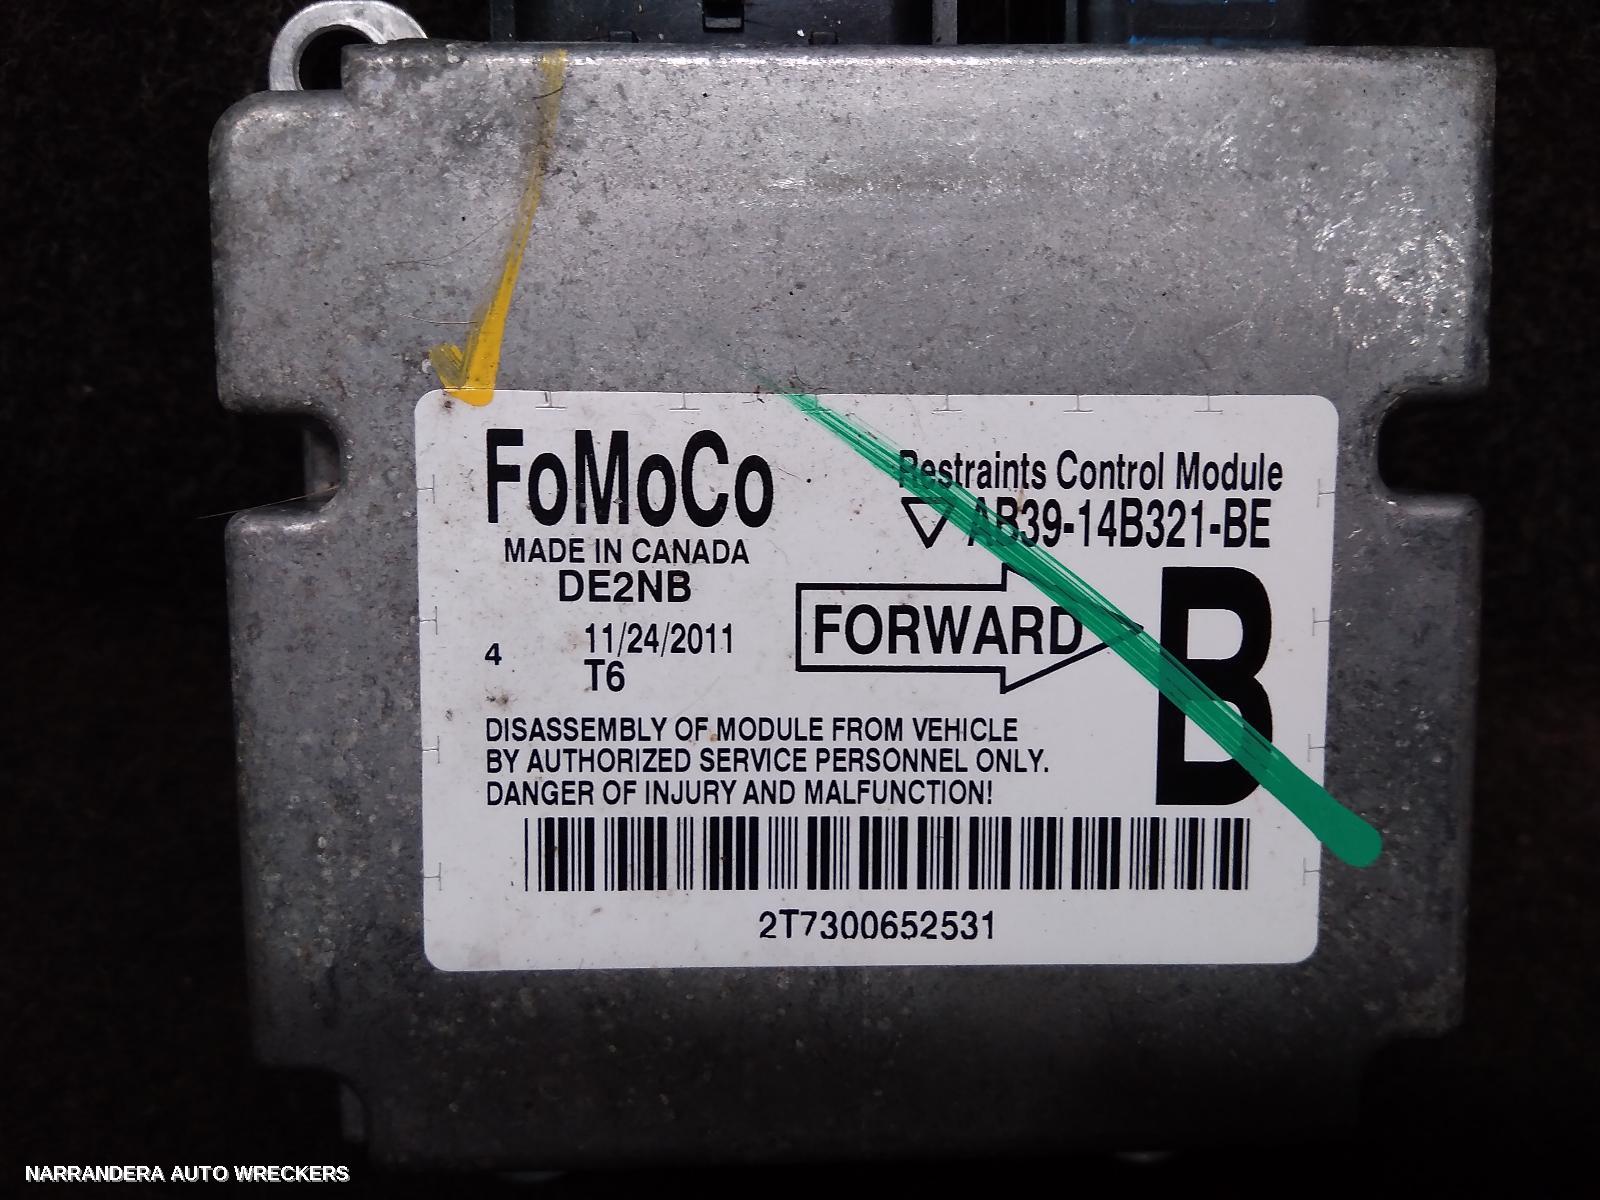 FoMoCo
MADE IN CANADA
DE2NB
4 11/24/2011
T6
Restraints Control Module
AB39-14B321-BE
FORWARD
B
DISASSEMBLY OF MODULE FROM VEHICLE
BY AUTHORIZED SERVICE PERSONNEL ONLY.
DANGER OF INJURY AND MALFUNCTION!
2T7300652531
NARRANDERA AUTO WRECKERS